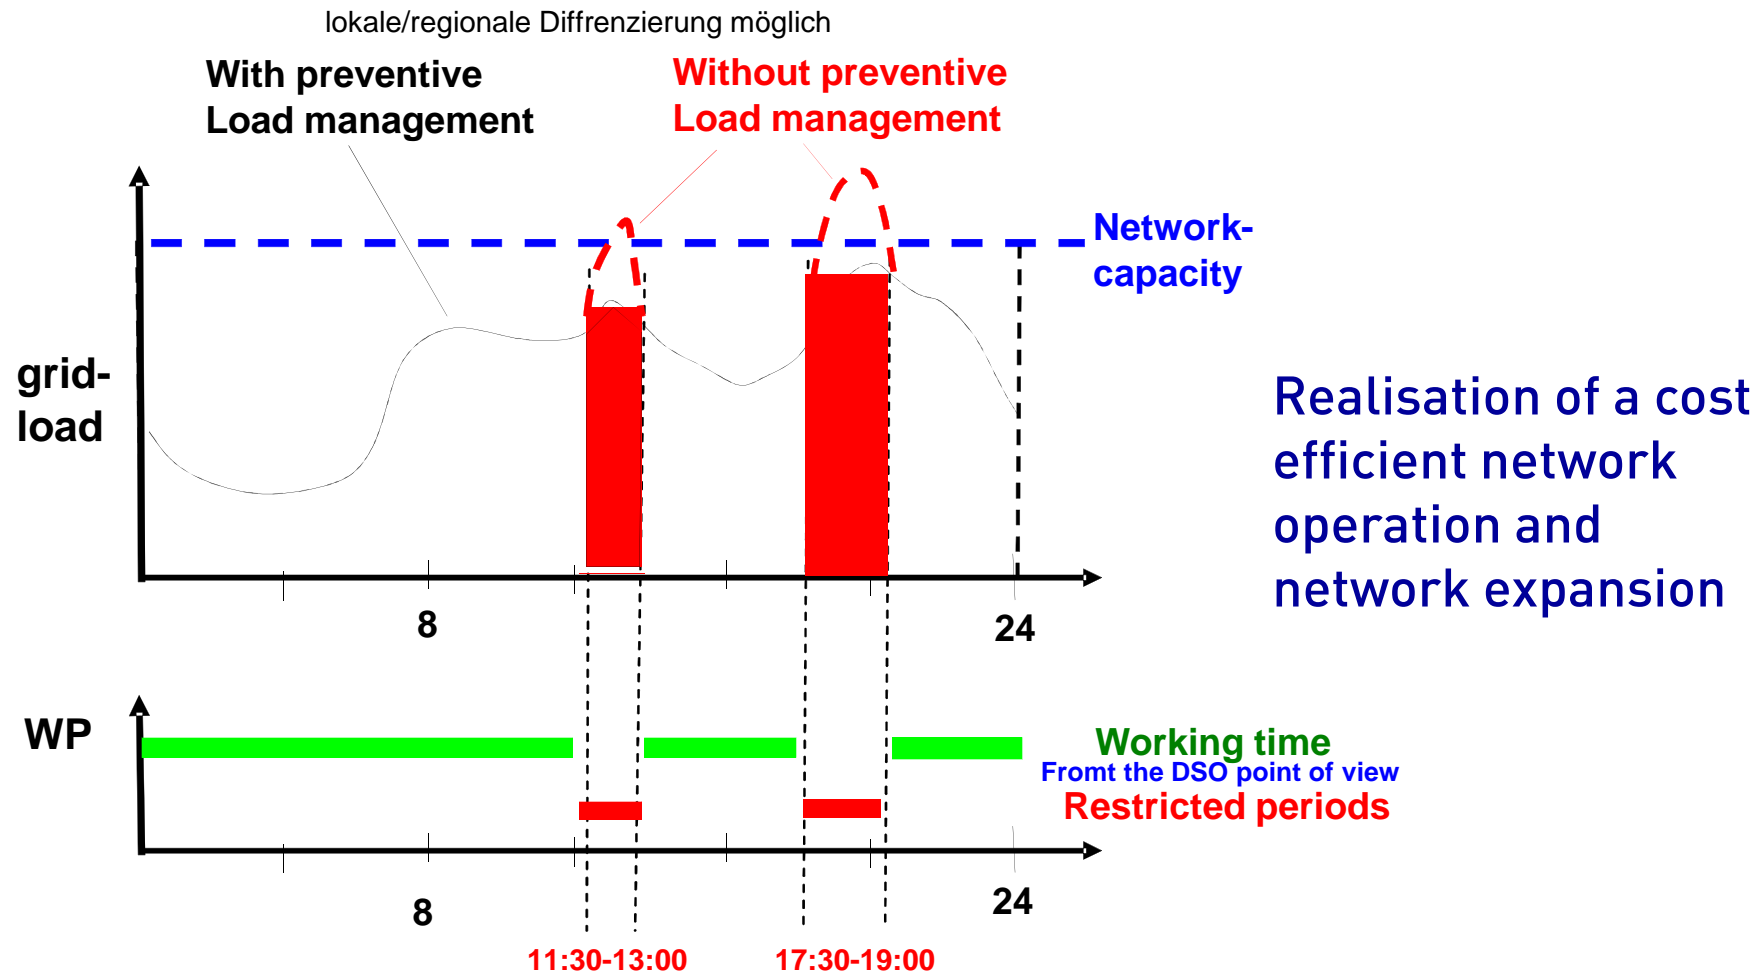 lokale/regionale Diffrenzierung möglich
With preventive
Load management
Without preventive
Load management
Network-
capacity
grid-
load
Realisation of a cost
efficient network
operation and
network expansion
8
24
WP
Working time
Fromt the DSO point of view
Restricted periods
8
24
11:30-13:00
17:30-19:00